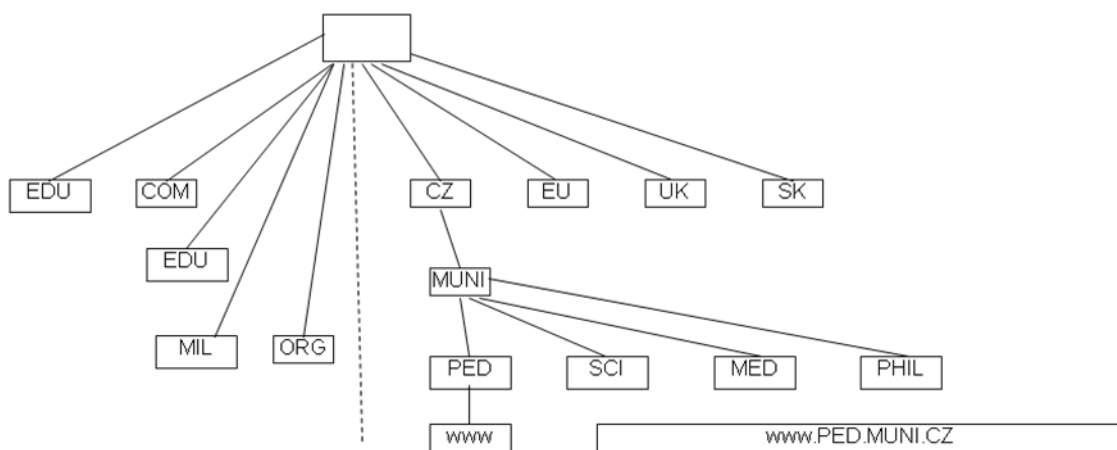 EDU COM CZ EU UK SK
EDU
MUNI
MIL ORG
PED SCI MED PHIL
www www.PED.MUNI.CZ